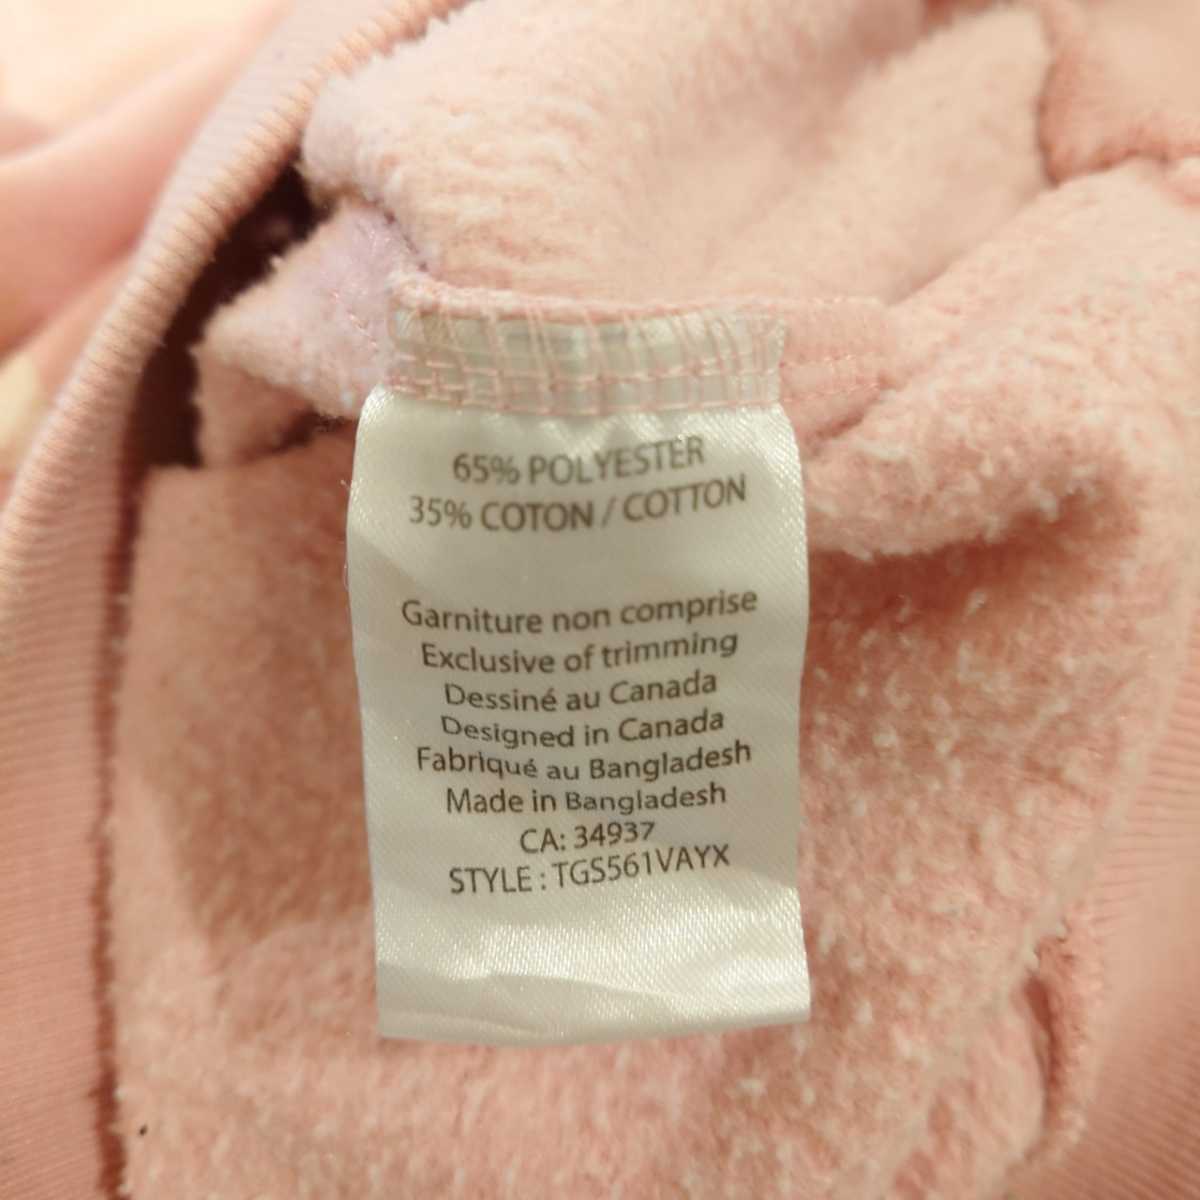 65% POLYESTER
35% COTON / COTTON
Garniture non comprise
Exclusive of trimming
Dessiné au Canada
Designed in Canada
Fabriqué au Bangladesh
Made in Bangladesh
CA: 34937
STYLE : TGS561VAYX